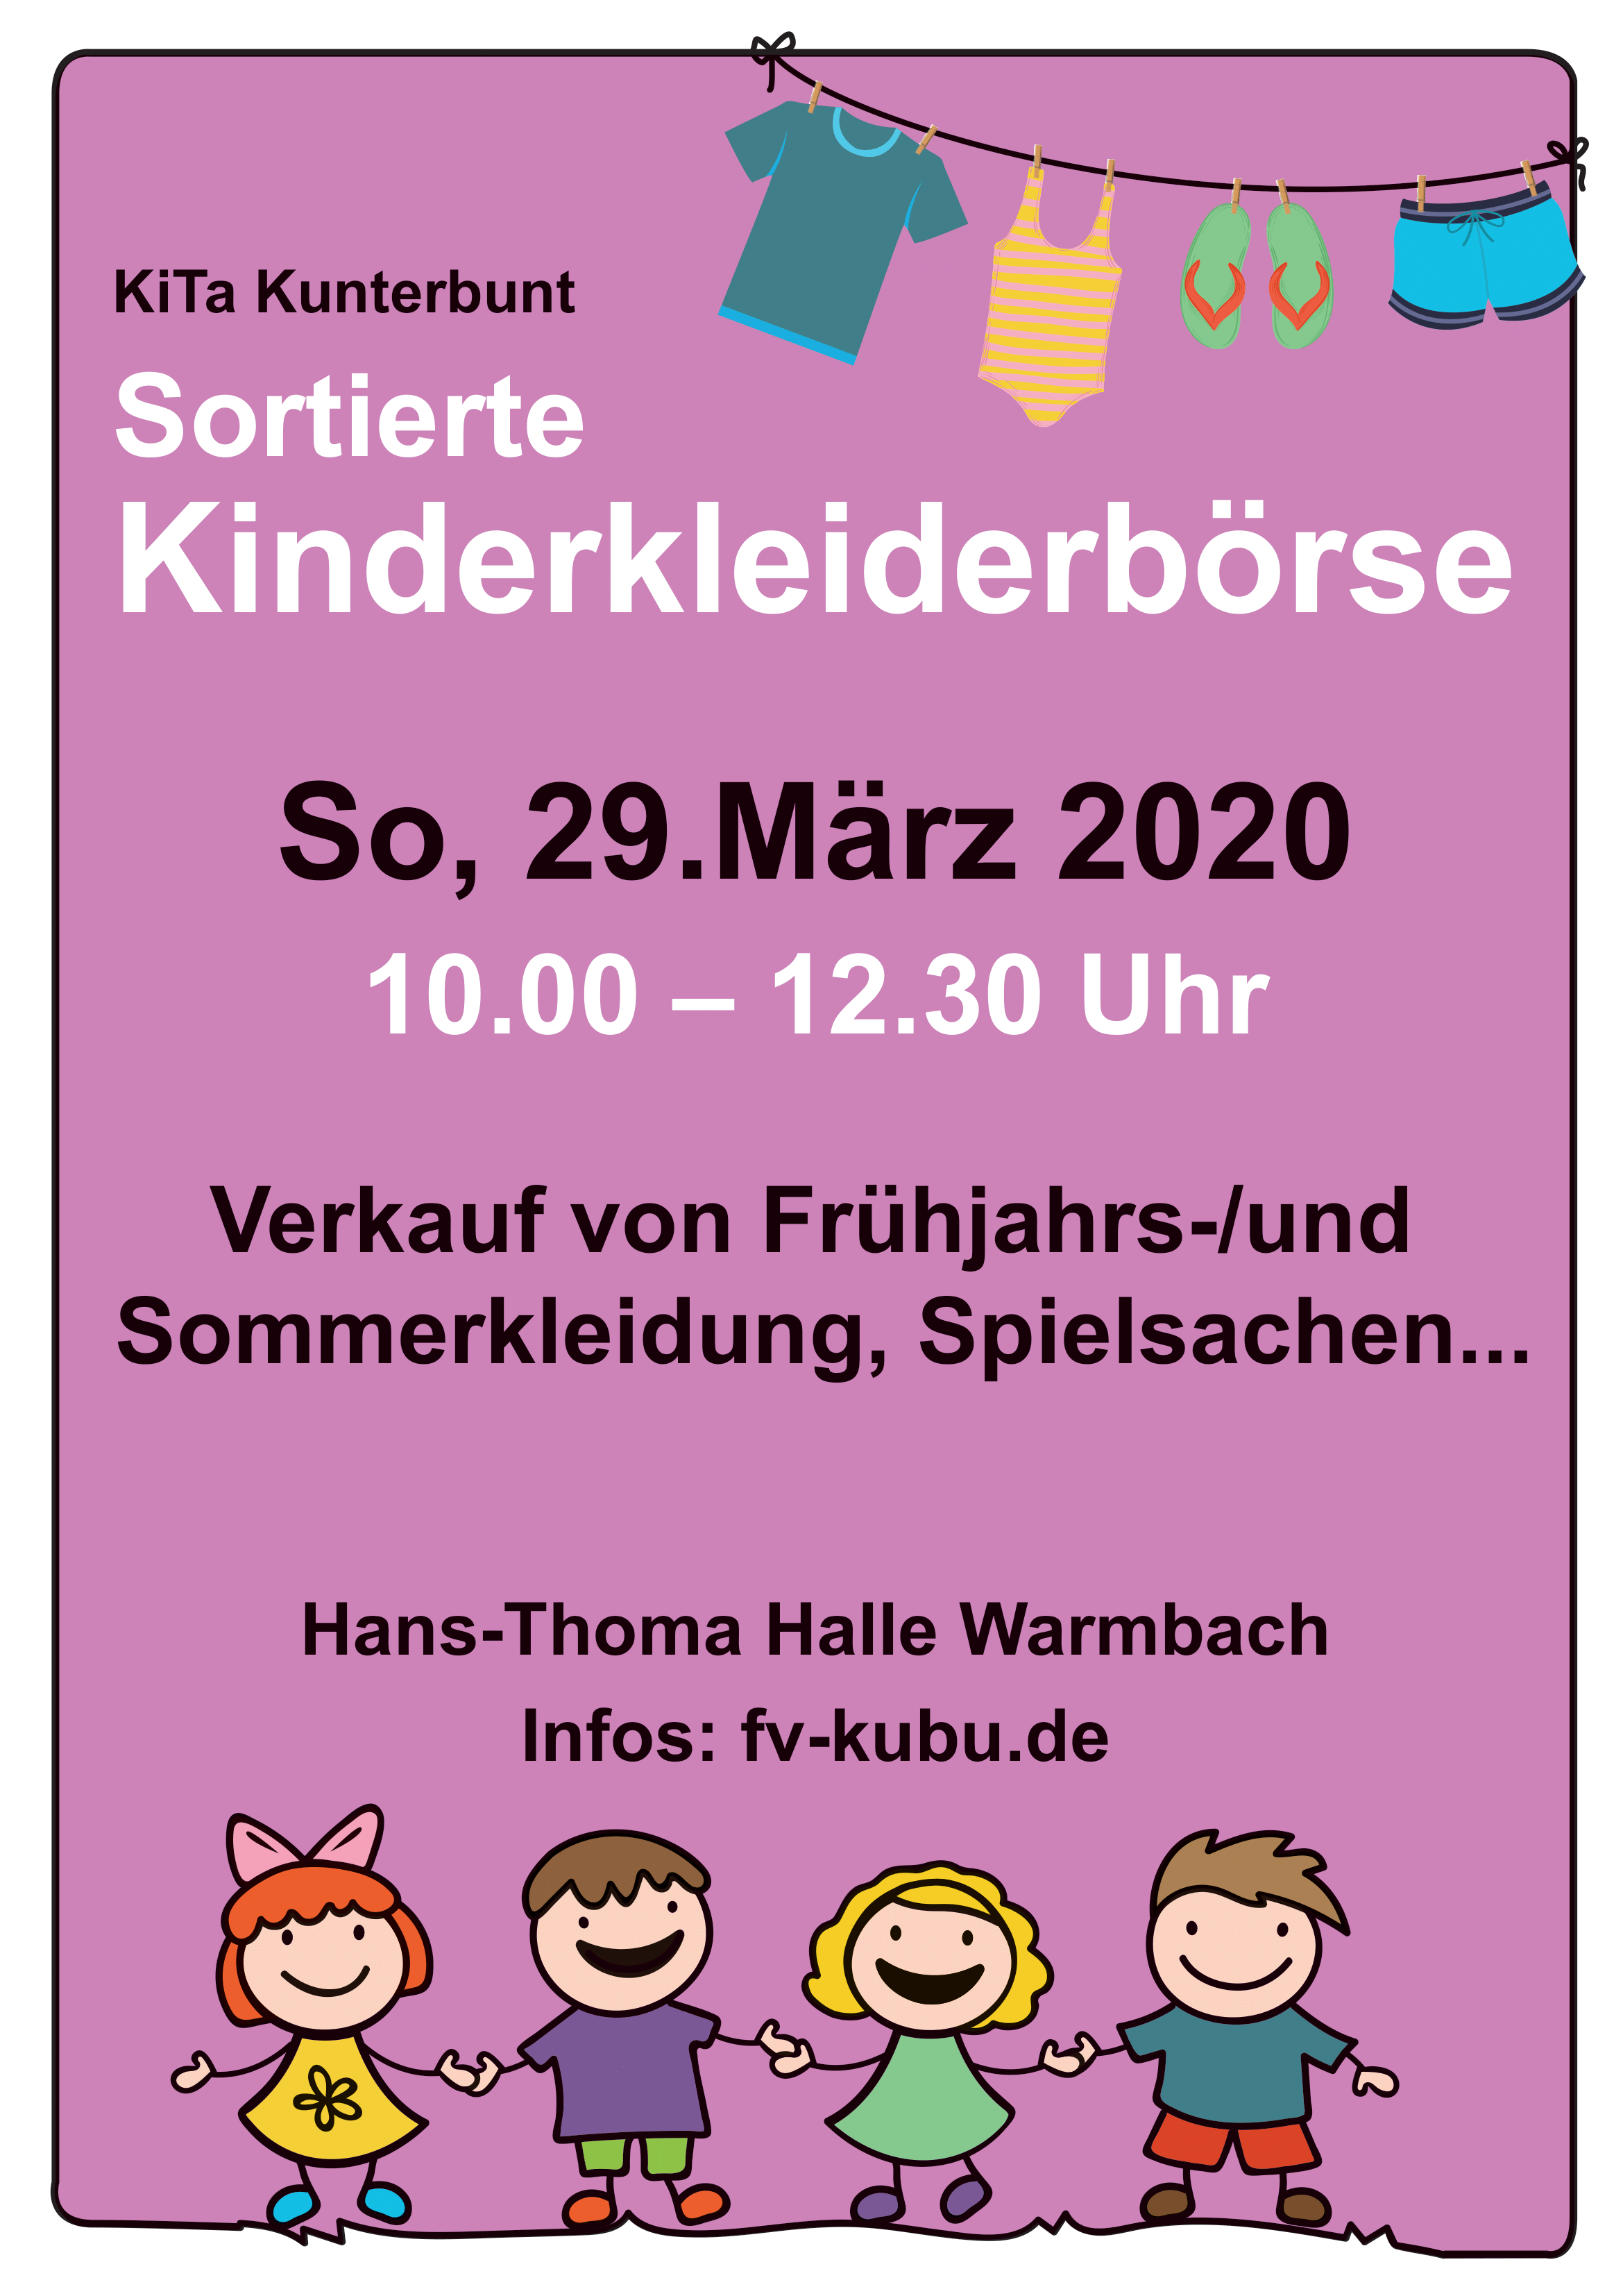 KiTa Kunterbunt
Sortierte
Kinderkleiderbörse
So, 29.März 2020
10.00 – 12.30 Uhr
Verkauf von Frühjahrs-/und
Sommerkleidung, Spielsachen...
Hans-Thoma Halle Warmbach
Infos: fv-kubu.de